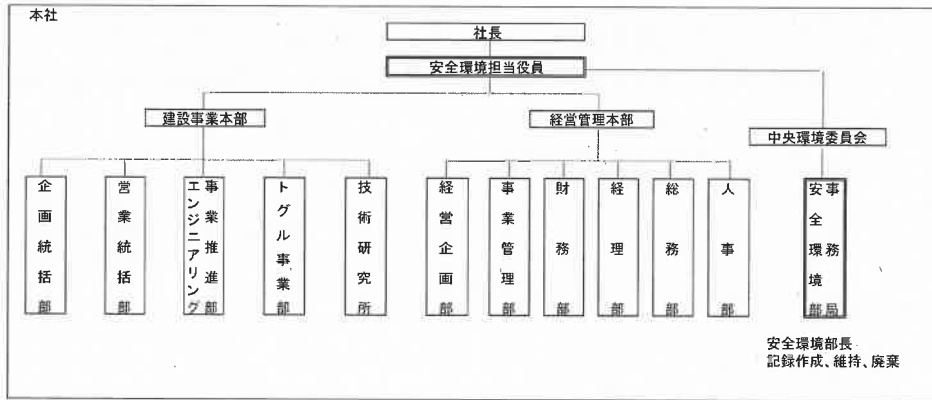 本社
社長
安全環境担当役員
建設事業本部
経営管理本部
中央環境委員会
企画統括部
営業統括部
エンジニアリング
事業推進部
トグル事業部
技術研究所
経営企画部
事業管理部
財務部
経理部
総務部
人事部
安全環境部
事務局
安全環境部長
記録作成、維持、廃棄